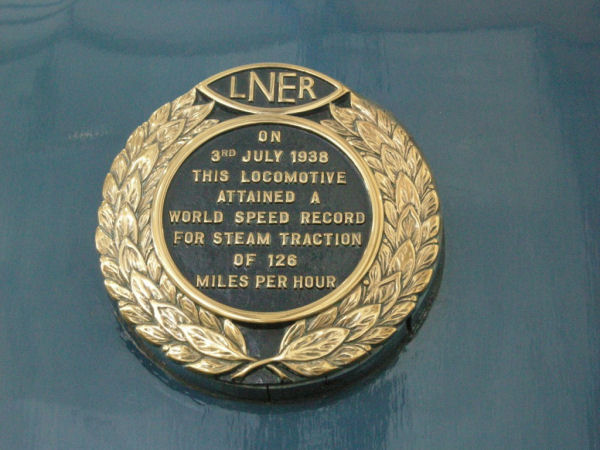 LNER
ON
3RD JULY 1938
THIS LOCOMOTIVE
ATTAINED A
WORLD SPEED RECORD
FOR STEAM TRACTION
OF 126
MILES PER HOUR